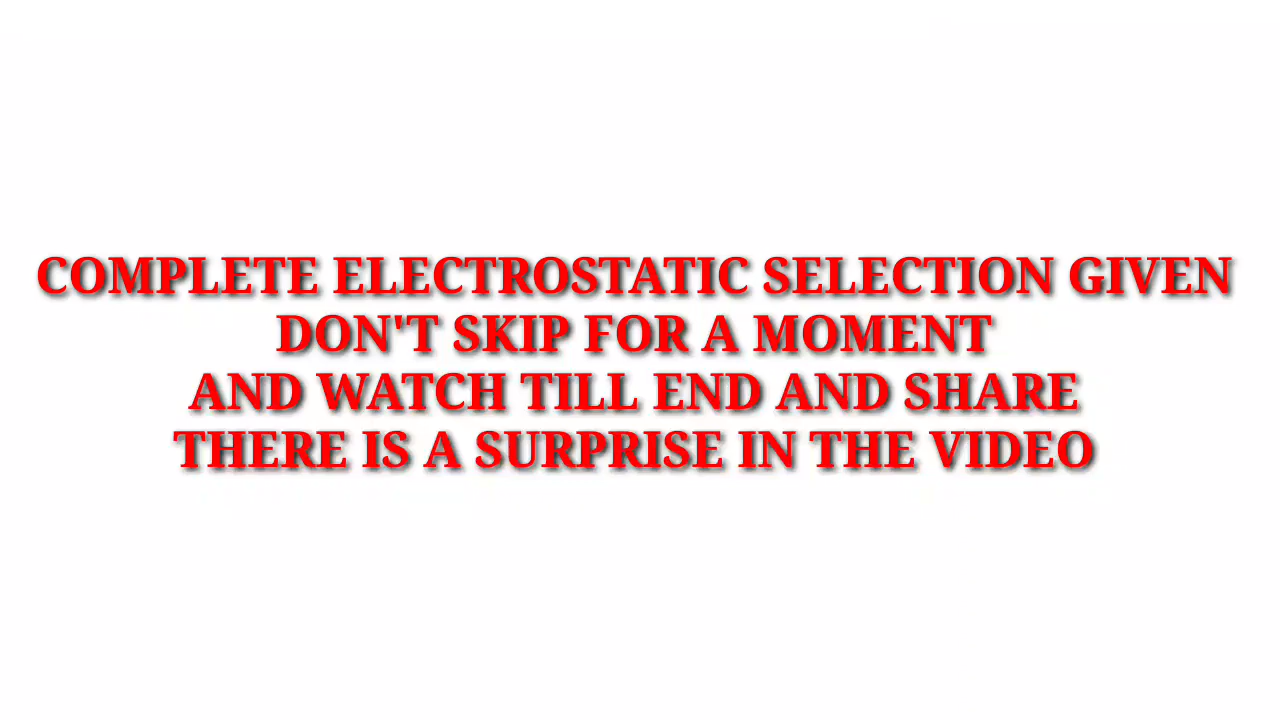 COMPLETE ELECTROSTATIC SELECTION GIVEN
DON'T SKIP FOR A MOMENT
AND WATCH TILL END AND SHARE
THERE IS A SURPRISE IN THE VIDEO